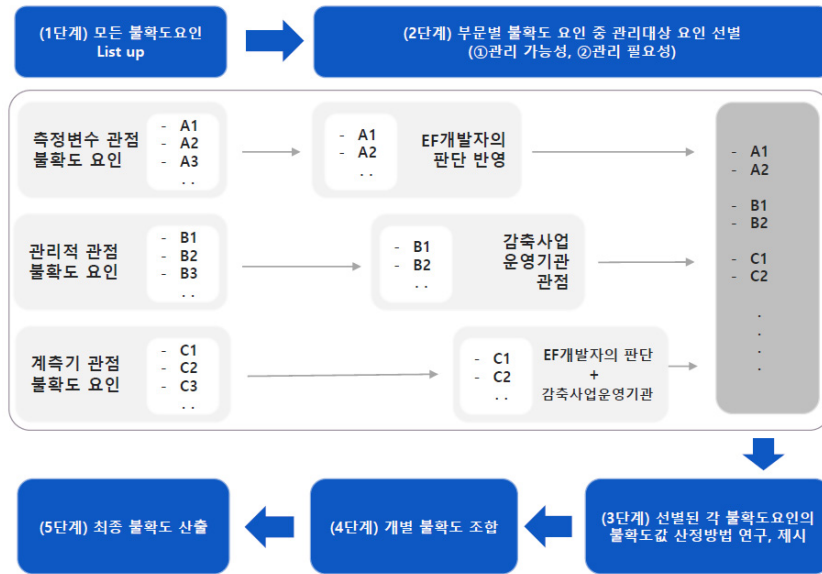 (1단계) 모든 불확도요인
List up
(2단계) 부문별 불확도 요인 중 관리대상 요인 선별
(①관리 가능성, ②관리 필요성)
측정변수 관점
불확도 요인
- A1
- A2
- A3
. .
- A1
- A2
. .
EF개발자의
판단 반영
관리적 관점
불확도 요인
- B1
- B2
- B3
. .
- B1
- B2
. .
감축사업
운영기관
관점
계측기 관점
불확도 요인
- C1
- C2
- C3
. .
- C1
- C2
. .
EF개발자의 판단
+
감축사업운영기관
- A1
- A2
- B1
- B2
- C1
- C2
.
.
.
.
(3단계) 선별된 각 불확도요인의
불확도값 산정방법 연구, 제시
(4단계) 개별 불확도 조합
(5단계) 최종 불확도 산출